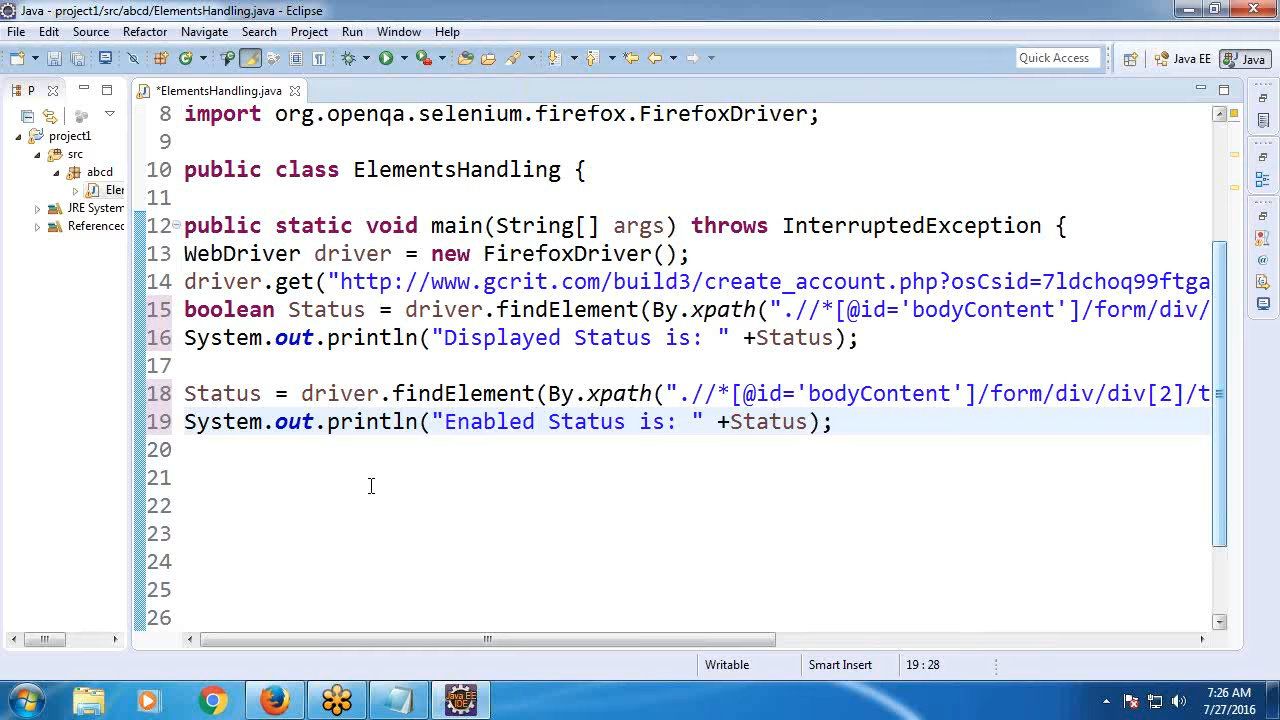 Java - project1/src/abcd/ElementsHandling.java - Eclipse
File Edit Source Refactor Navigate Search Project Run Window Help
Quick Access Java EE Java
P *ElementsHandling.java
project1
src
abcd
Elem
JRE System
Referenced
8 import org.openqa.selenium.firefox.FirefoxDriver;
9
10 public class ElementsHandling {
11
12 public static void main(String[] args) throws InterruptedException {
13 WebDriver driver = new FirefoxDriver();
14 driver.get("http://www.gcrit.com/build3/create_account.php?osCsid=7ldchoq99ftga
15 boolean Status = driver.findElement(By.xpath(".//*[@id='bodyContent']/form/div/
16 System.out.println("Displayed Status is: " +Status);
17
18 Status = driver.findElement(By.xpath(".//*[@id='bodyContent']/form/div/div[2]/t
19 System.out.println("Enabled Status is: " +Status);
20
21
22
23
24
25
26
Writable Smart Insert 19 : 28
Java EE
IDE
7:26 AM
7/27/2016